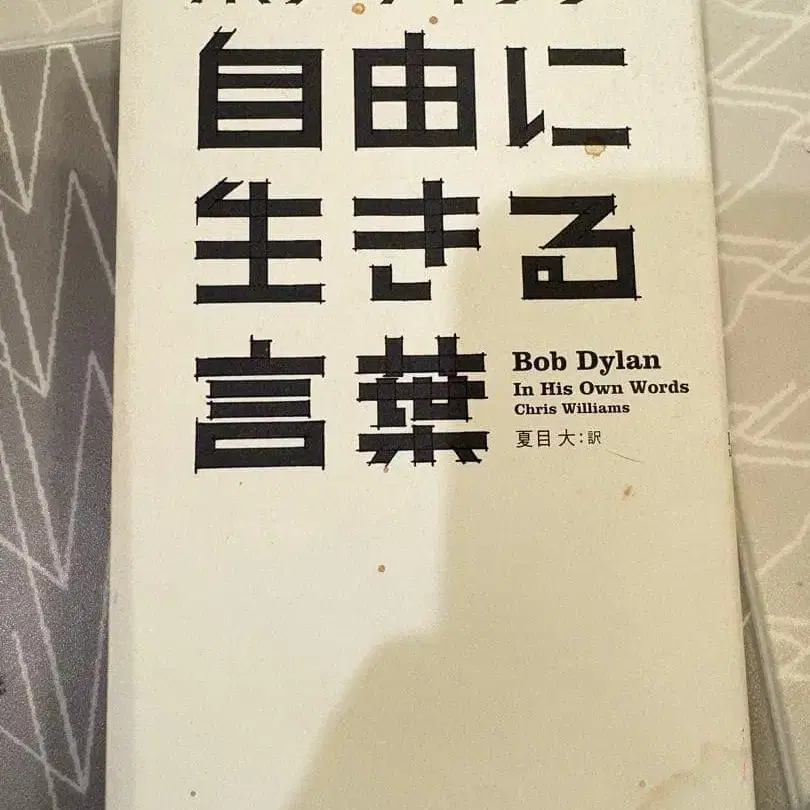 自由に
生きる
言葉
Bob Dylan
In His Own Words
Chris Williams
夏目 大:訳